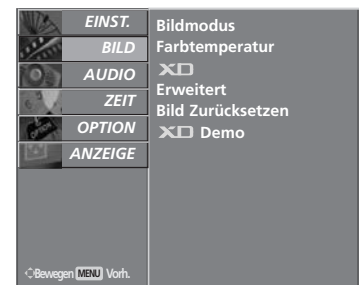 EINST.
BILD
AUDIO
ZEIT
OPTION
ANZEIGE
Bewegen MENU Vorh.
Bildmodus
Farbtemperatur
XD
Erweitert
Bild Zurücksetzen
XD Demo